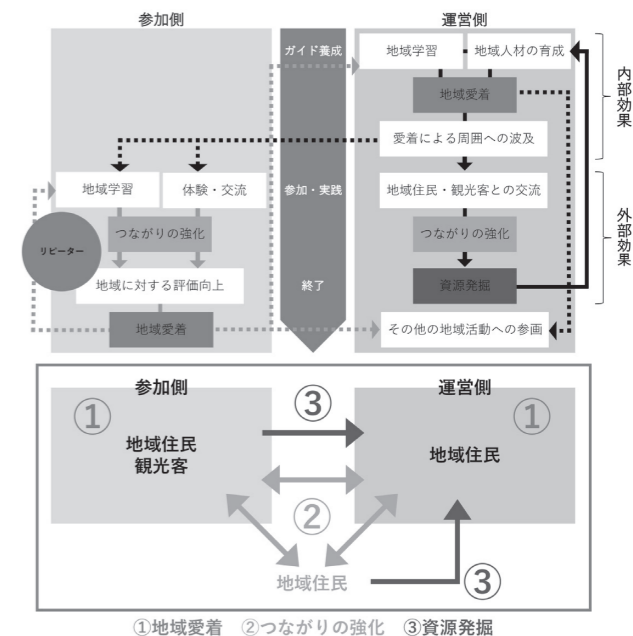 参加側
運営側
ガイド養成
地域学習
地域人材の育成
地域愛着
愛着による周囲への波及
内部効果
地域学習
体験・交流
参加・実践
地域住民・観光客との交流
つながりの強化
つながりの強化
外部効果
リピーター
地域に対する評価向上
終了
資源発掘
地域愛着
その他の地域活動への参画
参加側
運営側
①
③
①
地域住民
観光客
地域住民
②
地域住民
③
①地域愛着 ②つながりの強化 ③資源発掘